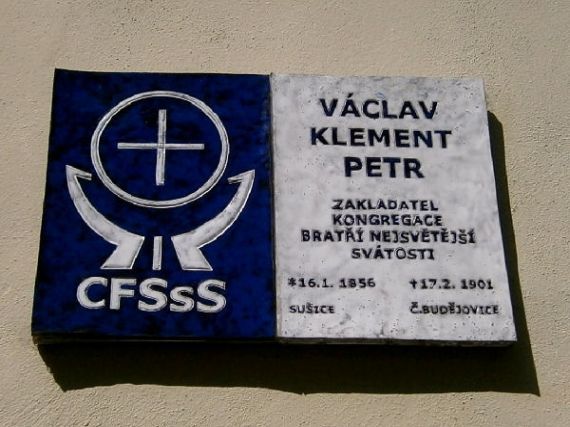 CFSsS
VÁCLAV
KLEMENT
PETR
ZAKLADATEL
KONGREGACE
BRATŘÍ NEJSVĚTĚJŠÍ
SVÁTOSTI
*16.1. 1856 ✝17.2. 1901
SUŠICE Č.BUDĚJOVICE